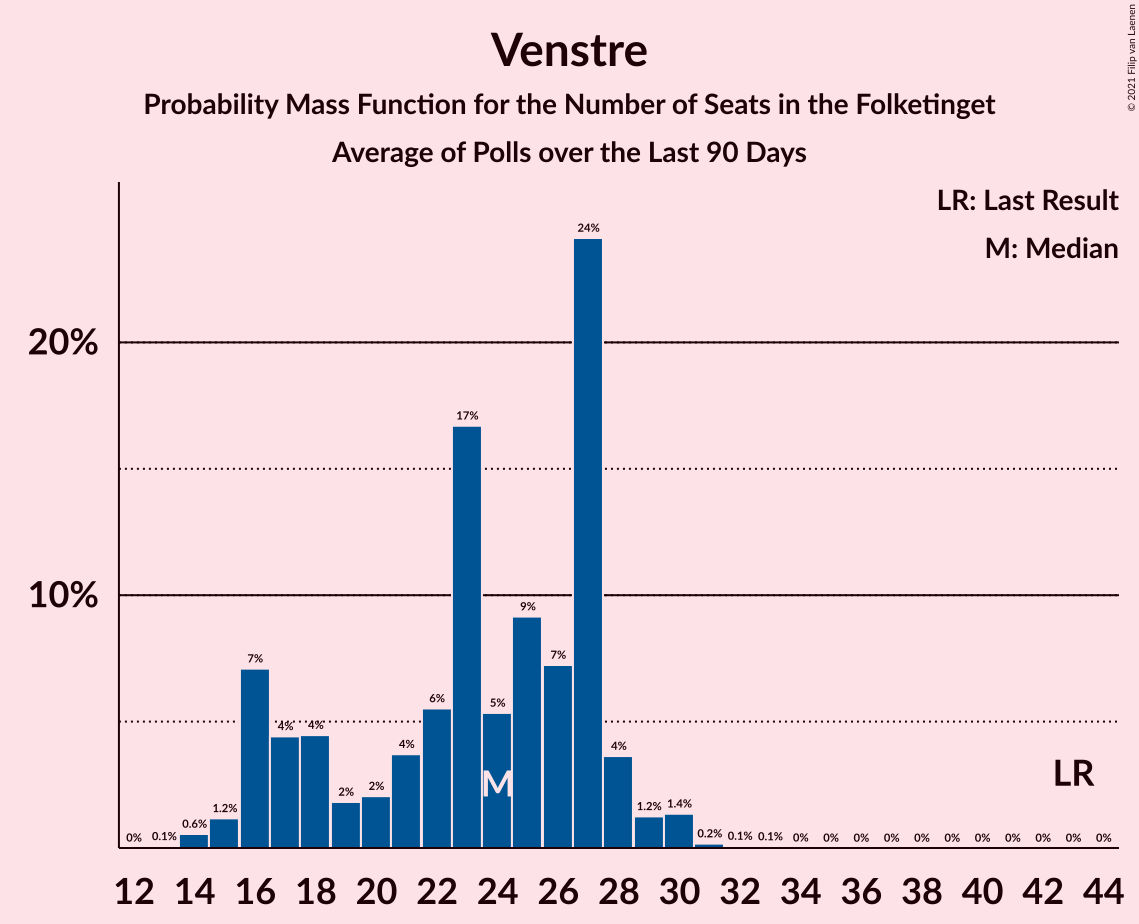 © 2021 Filip van Laenen
Venstre
Probability Mass Function for the Number of Seats in the Folketinget
Average of Polls over the Last 90 Days
LR: Last Result
M: Median
20%
10%
0% 0.1% 0.6% 1.2% 7% 4% 4% 2% 2% 4% 6% 17% 5% 9% 7% 24% 4% 1.2% 1.4% 0.2% 0.1% 0.1% 0% 0% 0% 0% 0% 0% 0% 0% 0% 0% 0%
M
LR
12 14 16 18 20 22 24 26 28 30 32 34 36 38 40 42 44